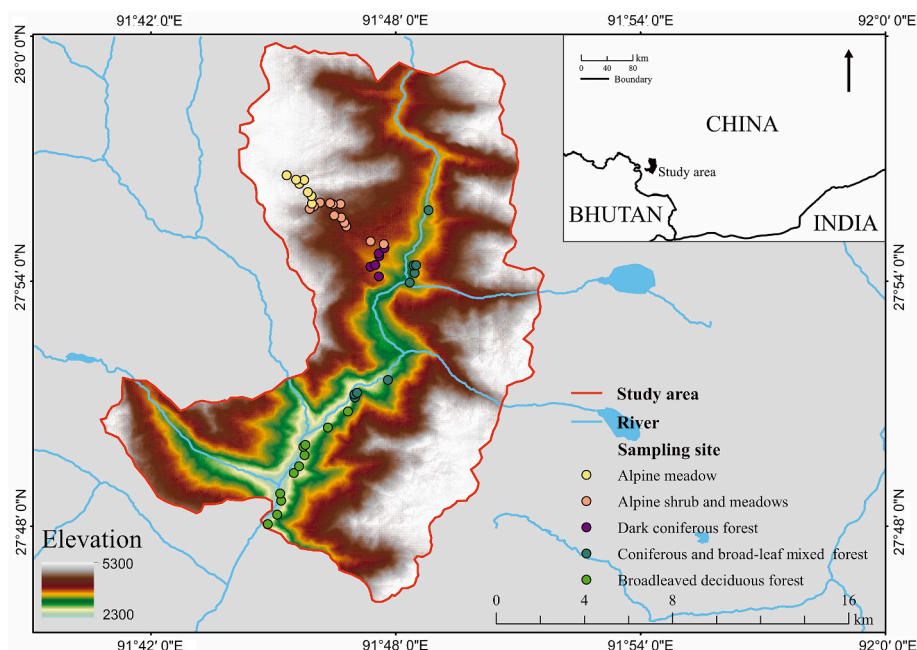 91°42′ 0″E 91°48′ 0″E 91°54′ 0″E 92°0′ 0″E
28°0′ 0″N
27°54′ 0″N
27°48′ 0″N
0 40 80 km
Boundary
CHINA
Study area
BHUTAN
INDIA
28°0′ 0″N
27°54′ 0″N
27°48′ 0″N
Study area
River
Sampling site
Alpine meadow
Alpine shrub and meadows
Dark coniferous forest
Coniferous and broad-leaf mixed forest
Broadleaved deciduous forest
Elevation
5300
2300
0 4 8 16
km
91°42′ 0″E 91°48′ 0″E 91°54′ 0″E 92°0′ 0″E